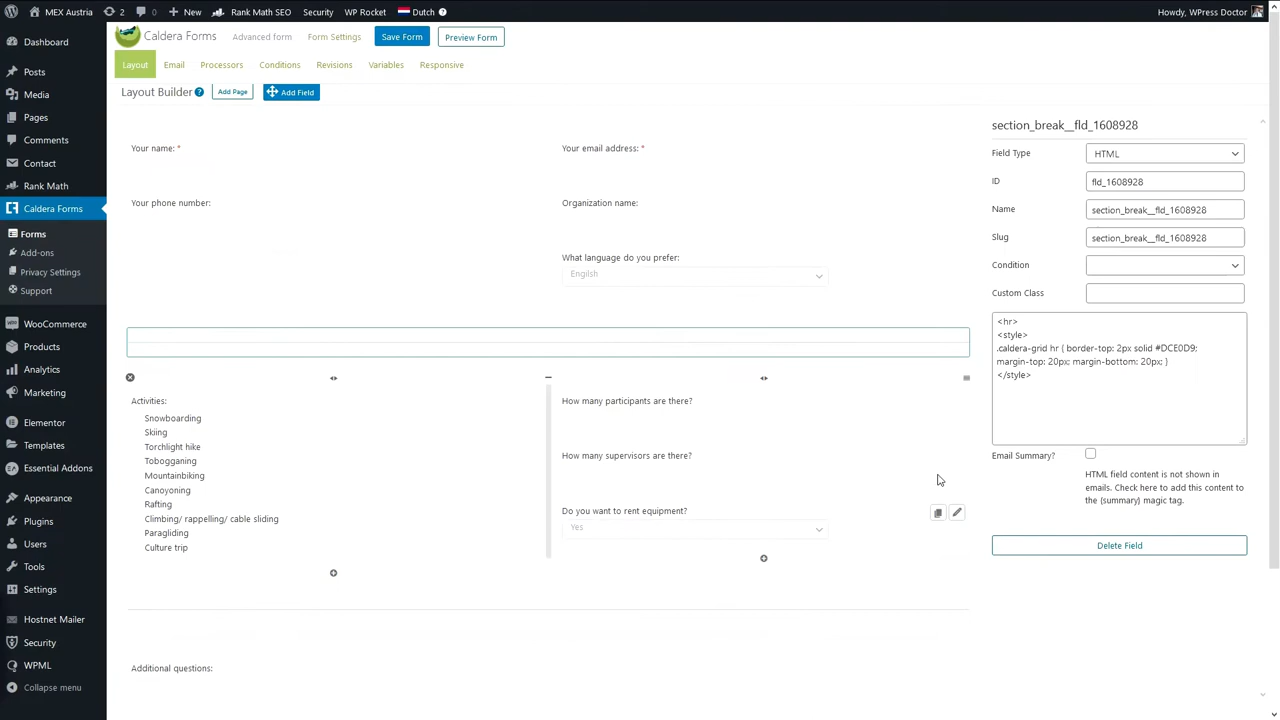 MEX Austria 2 0 New Rank Math SEO Security WP Rocket Dutch Howdy, WPress Doctor
Dashboard
Posts
Media
Pages
Comments
Contact
Rank Math
Caldera Forms
Forms
Add-ons
Privacy Settings
Support
WooCommerce
Products
Analytics
Marketing
Elementor
Templates
Essential Addons
Appearance
Plugins
Users
Tools
Settings
Hostnet Mailer
Security
WPML
Collapse menu
Caldera Forms Advanced form Form Settings Save Form Preview Form
Layout Email Processors Conditions Revisions Variables Responsive
Layout Builder ? Add Page Add Field
Your name: * Your email address: *
Your phone number: Organization name:
What language do you prefer:
Engilsh
Activities:
Snowboarding
Skiing
Torchlight hike
Tobogganing
Mountainbiking
Canoyoning
Rafting
Climbing/ rappelling/ cable sliding
Paragliding
Culture trip
How many participants are there?
How many supervisors are there?
Do you want to rent equipment?
Yes
Additional questions:
section_break__fld_1608928
Field Type HTML
ID fld_1608928
Name section_break__fld_1608928
Slug section_break__fld_1608928
Condition
Custom Class
<hr>
<style>
.caldera-grid hr { border-top: 2px solid #DCE0D9;
margin-top: 20px; margin-bottom: 20px; }
</style>
Email Summary?
HTML field content is not shown in
emails. Check here to add this content to
the {summary} magic tag.
Delete Field